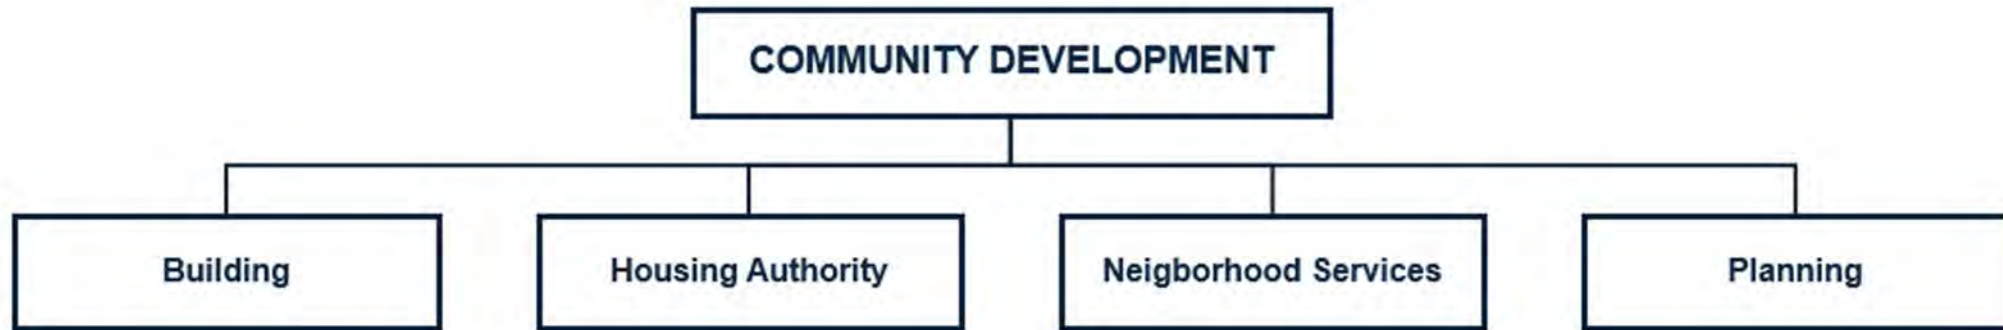 COMMUNITY DEVELOPMENT
Building
Housing Authority
Neigborhood Services
Planning